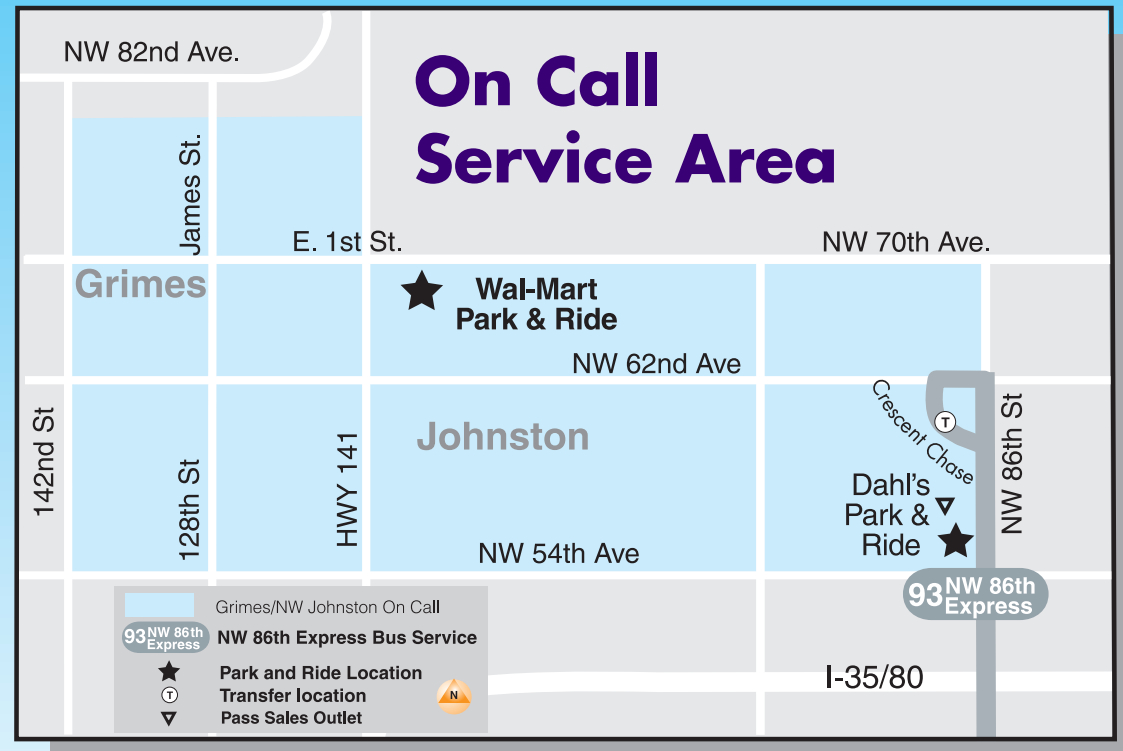 NW 82nd Ave.
On Call
Service Area
James St.
E. 1st St.
NW 70th Ave.
Grimes
Wal-Mart
Park & Ride
NW 62nd Ave
142nd St
128th St
HWY 141
Johnston
Crescent Chase
T
NW 86th St
Dahl's
Park &
Ride
NW 54th Ave
93 NW 86th
Express
Grimes/NW Johnston On Call
93 NW 86th
Express
NW 86th Express Bus Service
Park and Ride Location
T
Transfer location
N
Pass Sales Outlet
I-35/80